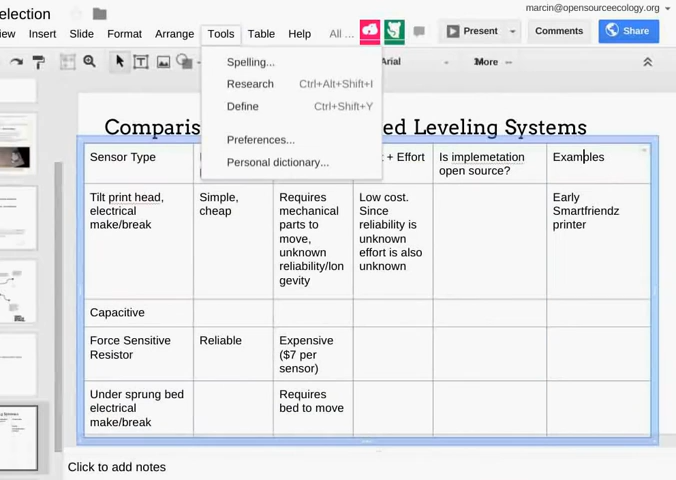 election
marcin@opensourceecology.org
iew Insert Slide Format Arrange Tools Table Help All ...
Present Comments Share
Arial More
Spelling...
Research Ctrl+Alt+Shift+I
Define Ctrl+Shift+Y
Preferences...
Personal dictionary...
Comparis ed Leveling Systems
Sensor Type
t + Effort
Is implemetation
open source?
Examples
Tilt print head,
electrical
make/break
Simple,
cheap
Requires
mechanical
parts to
move,
unknown
reliability/lon
gevity
Low cost.
Since
reliability is
unknown
effort is also
unknown
Early
Smartfriendz
printer
Capacitive
Force Sensitive
Resistor
Reliable
Expensive
($7 per
sensor)
Under sprung bed
electrical
make/break
Requires
bed to move
Click to add notes